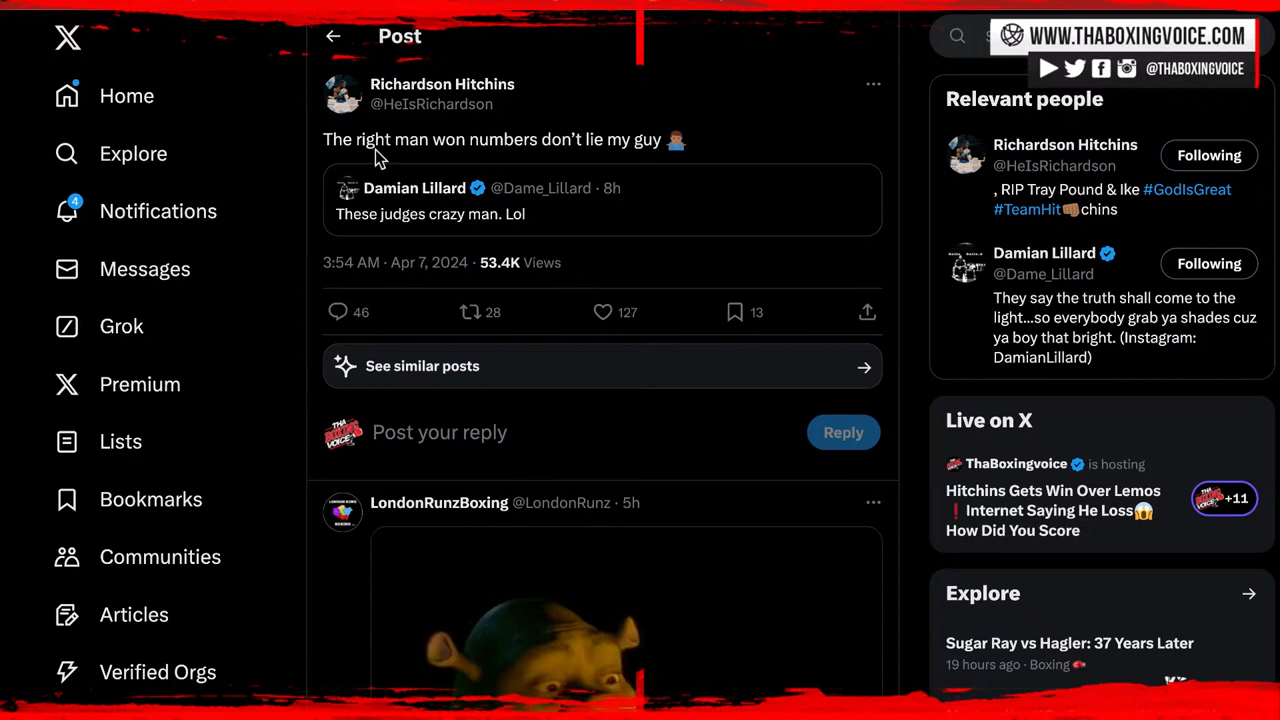 WWW.THABOXINGVOICE.COM
@THABOXINGVOICE
Home
Explore
Notifications
4
Messages
Grok
Premium
Lists
Bookmarks
Communities
Articles
Verified Orgs
Post
Richardson Hitchins
@HeIsRichardson
The right man won numbers don’t lie my guy 🤷🏽‍♂️
Damian Lillard @Dame_Lillard · 8h
These judges crazy man. Lol
3:54 AM · Apr 7, 2024 · 53.4K Views
46 28 127 13
See similar posts
THA BOXING VOICE
Post your reply
Reply
LondonRunzBoxing @LondonRunz · 5h
Relevant people
Richardson Hitchins
@HeIsRichardson
Following
, RIP Tray Pound & Ike #GodIsGreat
#TeamHit👊🏽chins
Damian Lillard
@Dame_Lillard
Following
They say the truth shall come to the
light...so everybody grab ya shades cuz
ya boy that bright. (Instagram:
DamianLillard)
Live on X
ThaBoxingvoice is hosting
Hitchins Gets Win Over Lemos
❗Internet Saying He Loss😱
How Did You Score
+11
Explore
Sugar Ray vs Hagler: 37 Years Later
19 hours ago · Boxing 🥊